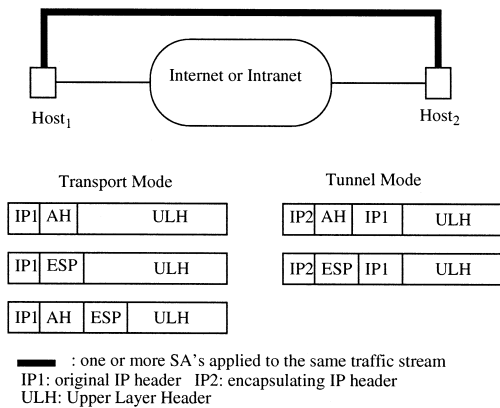 Internet or Intranet
Host1
Host2
Transport Mode
Tunnel Mode
IP1 AH ULH
IP2 AH IP1 ULH
IP1 ESP ULH
IP2 ESP IP1 ULH
IP1 AH ESP ULH
: one or more SA's applied to the same traffic stream
IP1: original IP header IP2: encapsulating IP header
ULH: Upper Layer Header